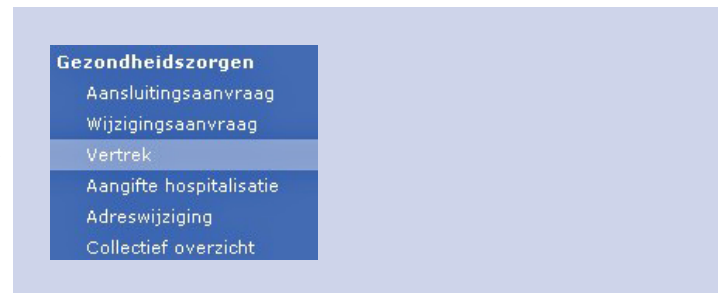 Gezondheidszorgen
Aansluitingsaanvraag
Wijzigingsaanvraag
Vertrek
Aangifte hospitalisatie
Adreswijziging
Collectief overzicht